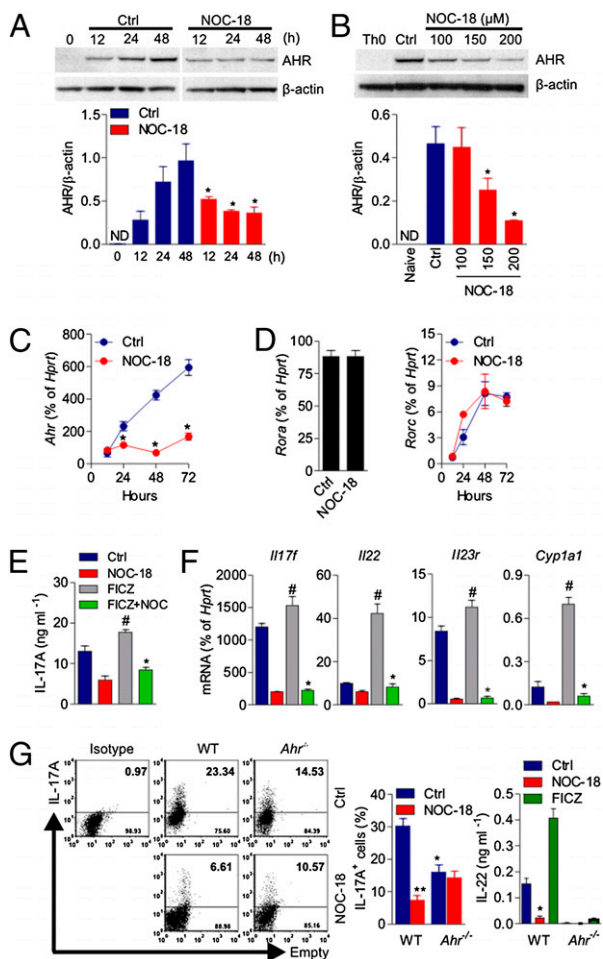 A
Ctrl
NOC-18
0 12 24 48 12 24 48 (h)
AHR
β-actin
Ctrl
NOC-18
AHR/β-actin
1.5
1.0
0.5
0.0
ND
* * *
0 12 24 48 12 24 48 (h)
B
NOC-18 (µM)
Th0 Ctrl 100 150 200
AHR
β-actin
AHR/β-actin
0.6
0.4
0.2
0.0
ND
* *
Naive Ctrl 100 150 200
NOC-18
C
Ctrl
NOC-18
Ahr (% of Hprt)
800
600
400
200
0
* * *
0 24 48 72
Hours
D
Rora (% of Hprt)
100
75
50
25
0
Ctrl NOC-18
Ctrl
NOC-18
Rorc (% of Hprt)
12
9
6
3
0
0 24 48 72
Hours
E
Ctrl
NOC-18
FICZ
FICZ+NOC
IL-17A (ng ml -1)
30
20
10
0
# *
F
mRNA (% of Hprt)
Il17f
2000
1500
1000
500
0
# *
Il22
60
40
20
0
# *
Il23r
15
10
5
0
# *
Cyp1a1
0.9
0.6
0.3
0.0
# *
G
Isotype WT Ahr-/-
IL-17A
0.97 23.34 14.53
98.93 75.60 84.39
Ctrl
6.61 10.57
88.98 85.16
NOC-18
Empty
Ctrl
NOC-18
IL-17A+ cells (%)
40
30
20
10
0
** *
WT Ahr-/-
Ctrl
NOC-18
FICZ
IL-22 (ng ml -1)
0.5
0.4
0.3
0.2
0.1
0.0
*
WT Ahr-/-